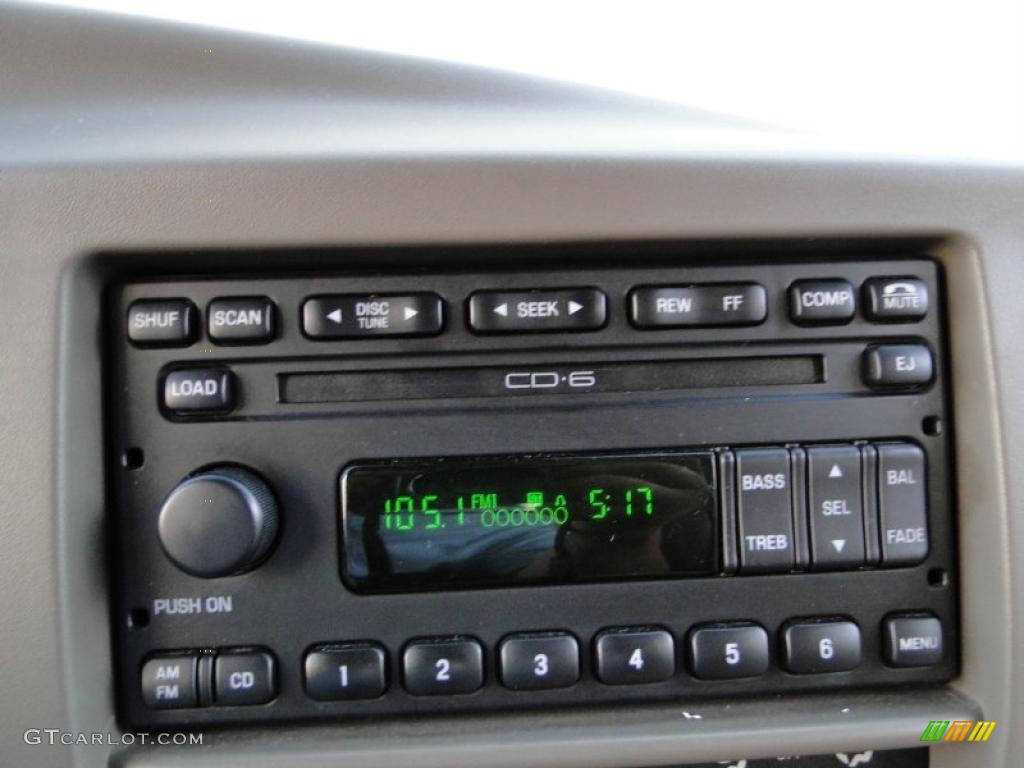 SHUF SCAN ◄ DISC TUNE ► ◄ SEEK ► REW FF COMP MUTE
LOAD CD·6 EJ
105.1 FM1 5:17
BASS TREB ▲ SEL ▼ BAL FADE
PUSH ON
AM FM CD 1 2 3 4 5 6 MENU
GTCARLOT.COM